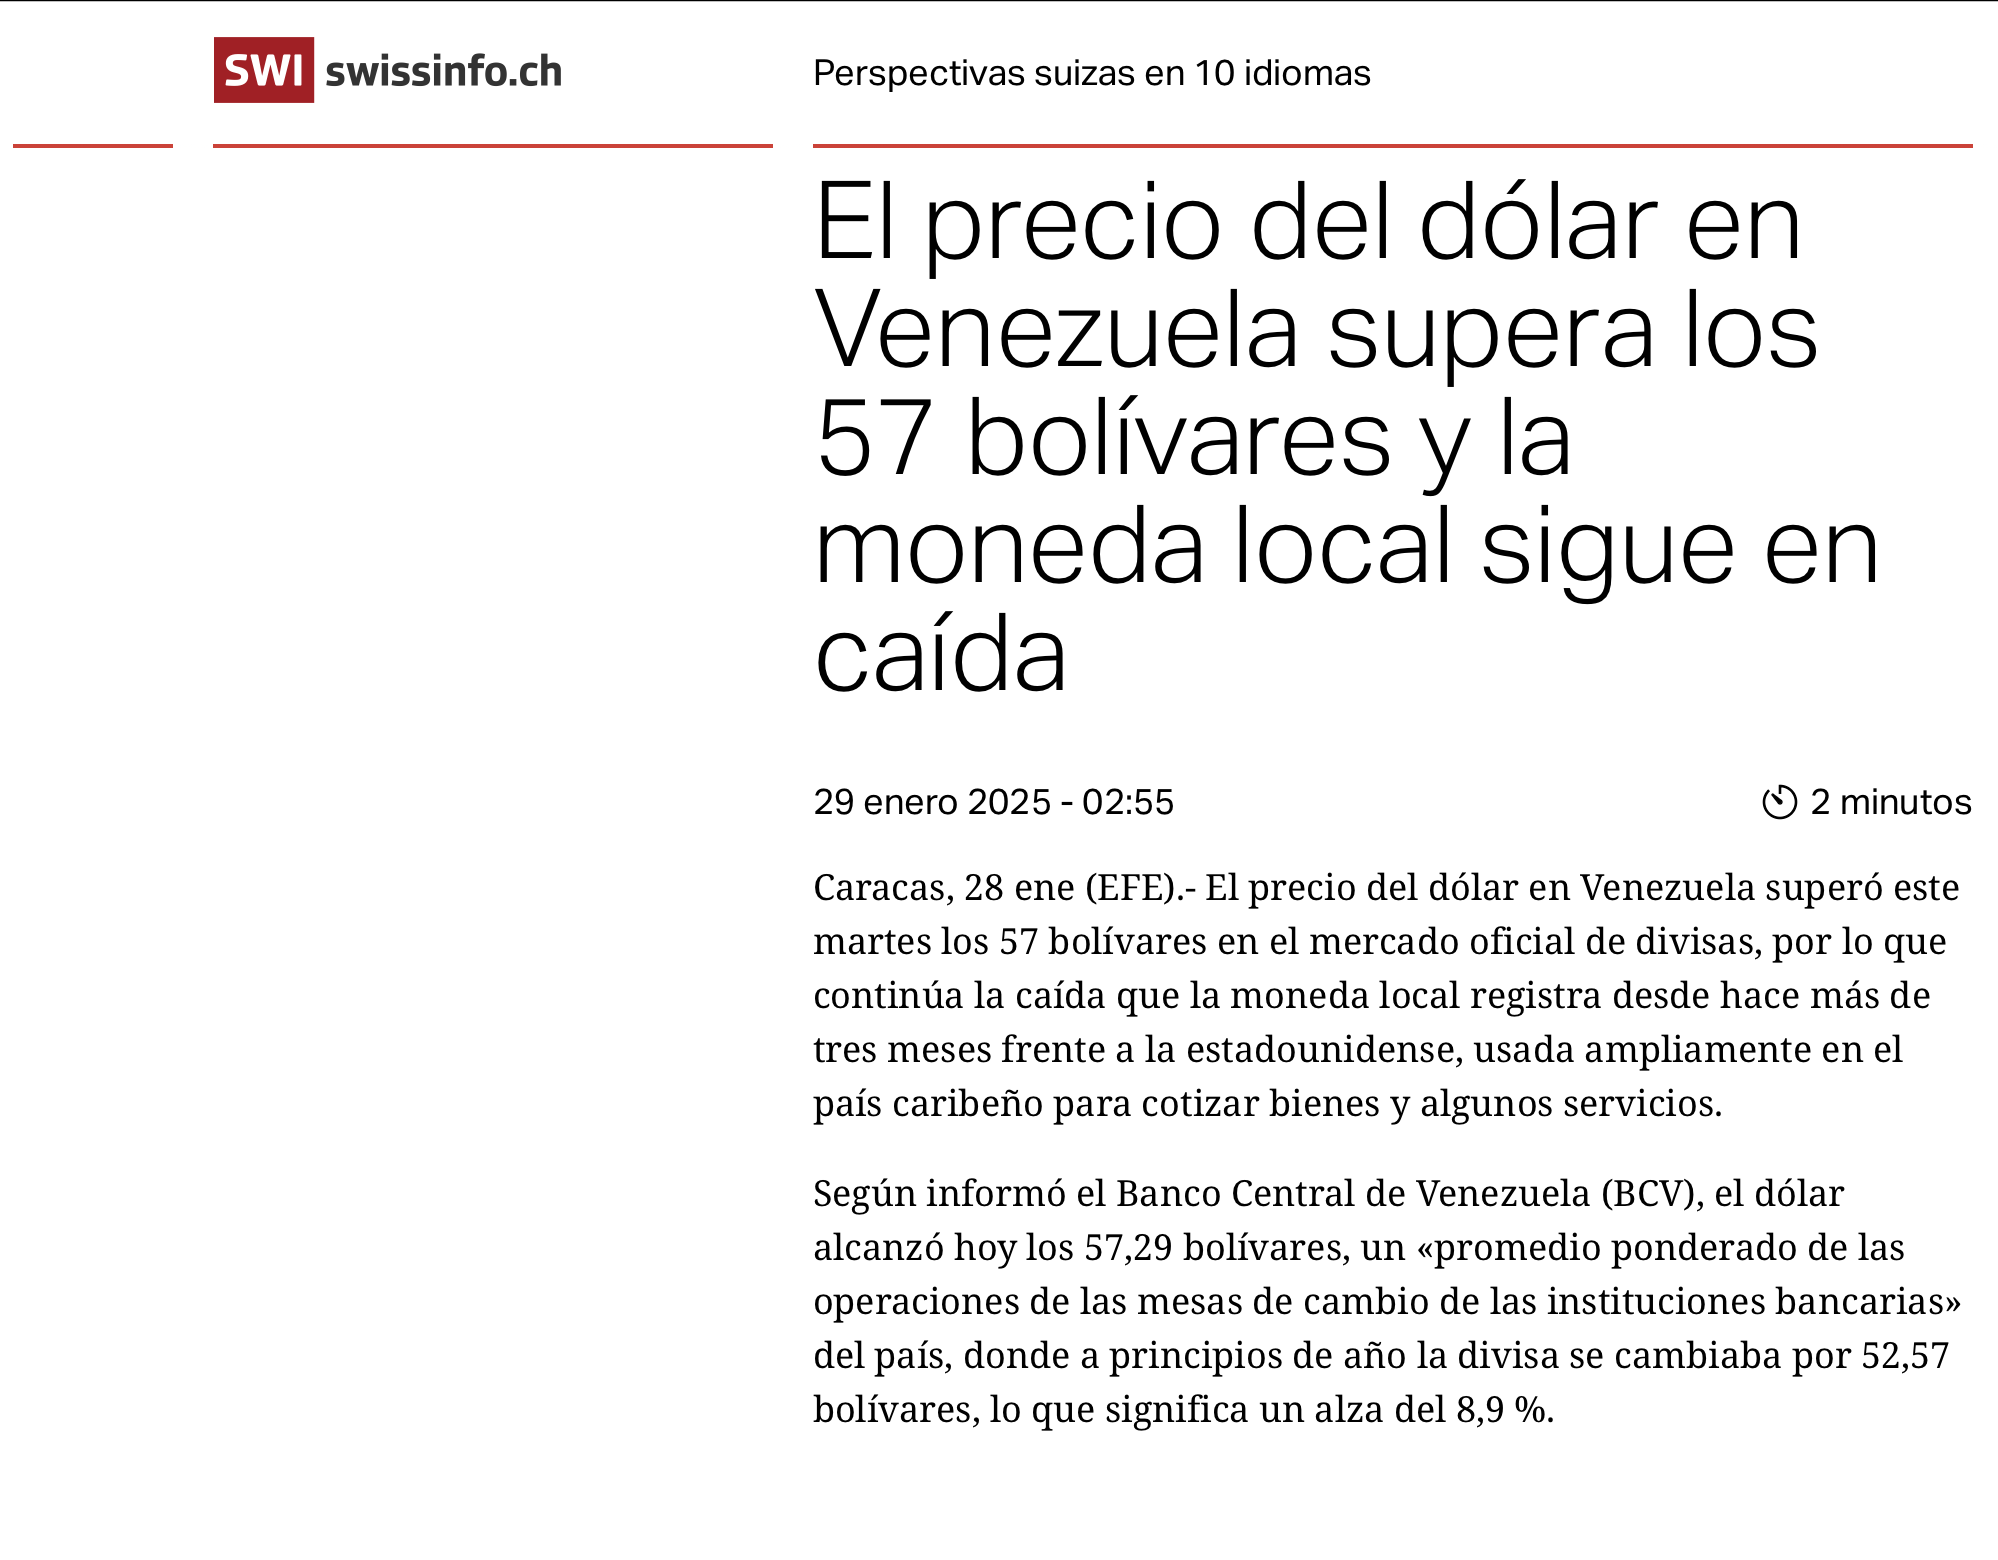 SWI swissinfo.ch
Perspectivas suizas en 10 idiomas
El precio del dólar en
Venezuela supera los
57 bolívares y la
moneda local sigue en
caída
29 enero 2025 - 02:55
2 minutos
Caracas, 28 ene (EFE).- El precio del dólar en Venezuela superó este
martes los 57 bolívares en el mercado oficial de divisas, por lo que
continúa la caída que la moneda local registra desde hace más de
tres meses frente a la estadounidense, usada ampliamente en el
país caribeño para cotizar bienes y algunos servicios.
Según informó el Banco Central de Venezuela (BCV), el dólar
alcanzó hoy los 57,29 bolívares, un «promedio ponderado de las
operaciones de las mesas de cambio de las instituciones bancarias»
del país, donde a principios de año la divisa se cambiaba por 52,57
bolívares, lo que significa un alza del 8,9 %.